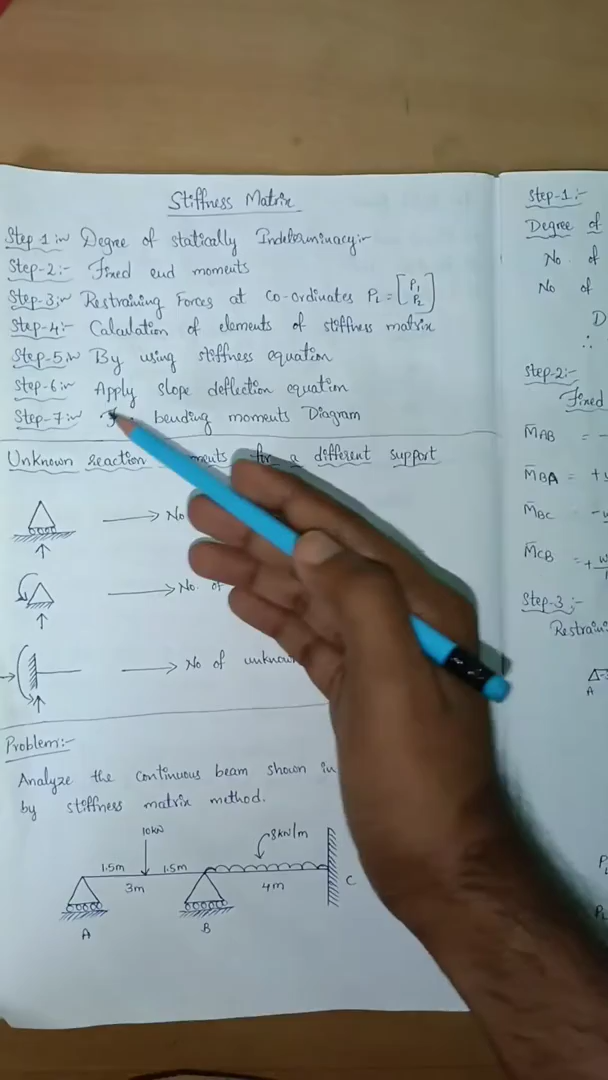 Stiffness Matrix
Step 1:- Degree of statically Indeterminacy:-
Step-2:- Fixed end moments
Step-3:- Restraining Forces at co-ordinates PL = [P1 P2]
Step-4:- Calculation of elements of stiffness matrix
Step-5:- By using stiffness equation
Step-6:- Apply slope deflection equation
Step-7:- bending moments Diagram
Unknown reaction for a different support
No
No of
No of unknown
Problem:-
Analyze the continuous beam shown in
by stiffness matrix method.
10kN
8kN/m
1.5m 1.5m
3m
4m
A
B
C
Step-1:-
Degree of
No of
No of
D
∴
Step-2:-
Fixed
M̅AB = -
M̅BA = +
M̅BC = -w
M̅CB = +w
Step-3:-
A
PL
PL